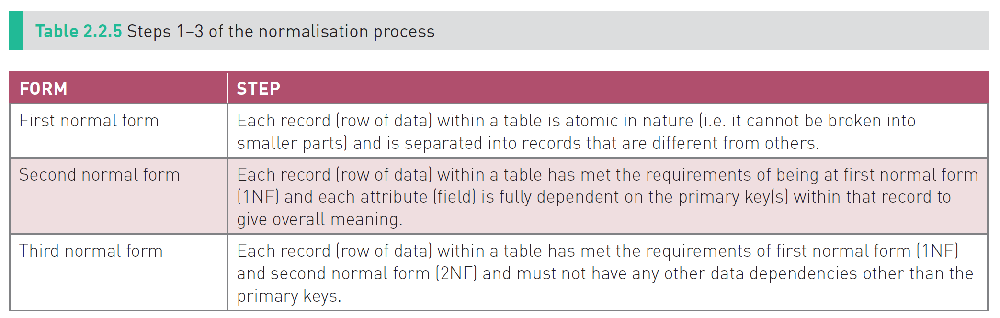 Table 2.2.5 Steps 1–3 of the normalisation process
FORM
STEP
First normal form
Each record (row of data) within a table is atomic in nature (i.e. it cannot be broken into
smaller parts) and is separated into records that are different from others.
Second normal form
Each record (row of data) within a table has met the requirements of being at first normal form
(1NF) and each attribute (field) is fully dependent on the primary key(s) within that record to
give overall meaning.
Third normal form
Each record (row of data) within a table has met the requirements of first normal form (1NF)
and second normal form (2NF) and must not have any other data dependencies other than the
primary keys.